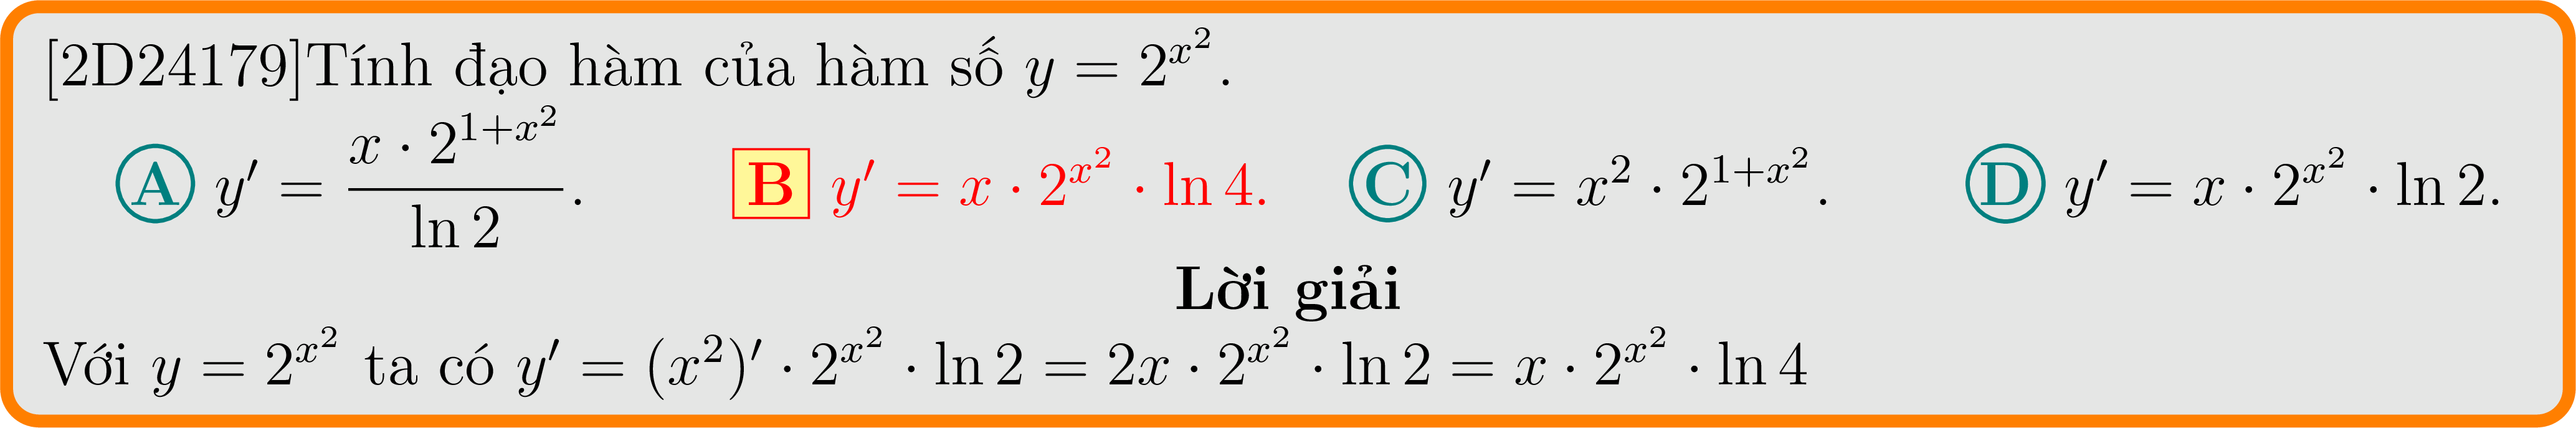 [2D24179]Tính đạo hàm của hàm số $y = 2^{x^2}$.
A $y' = \dfrac{x \cdot 2^{1+x^2}}{\ln 2}$. B $y' = x \cdot 2^{x^2} \cdot \ln 4$. C $y' = x^2 \cdot 2^{1+x^2}$. D $y' = x \cdot 2^{x^2} \cdot \ln 2$.
Lời giải
Với $y = 2^{x^2}$ ta có $y' = (x^2)' \cdot 2^{x^2} \cdot \ln 2 = 2x \cdot 2^{x^2} \cdot \ln 2 = x \cdot 2^{x^2} \cdot \ln 4$